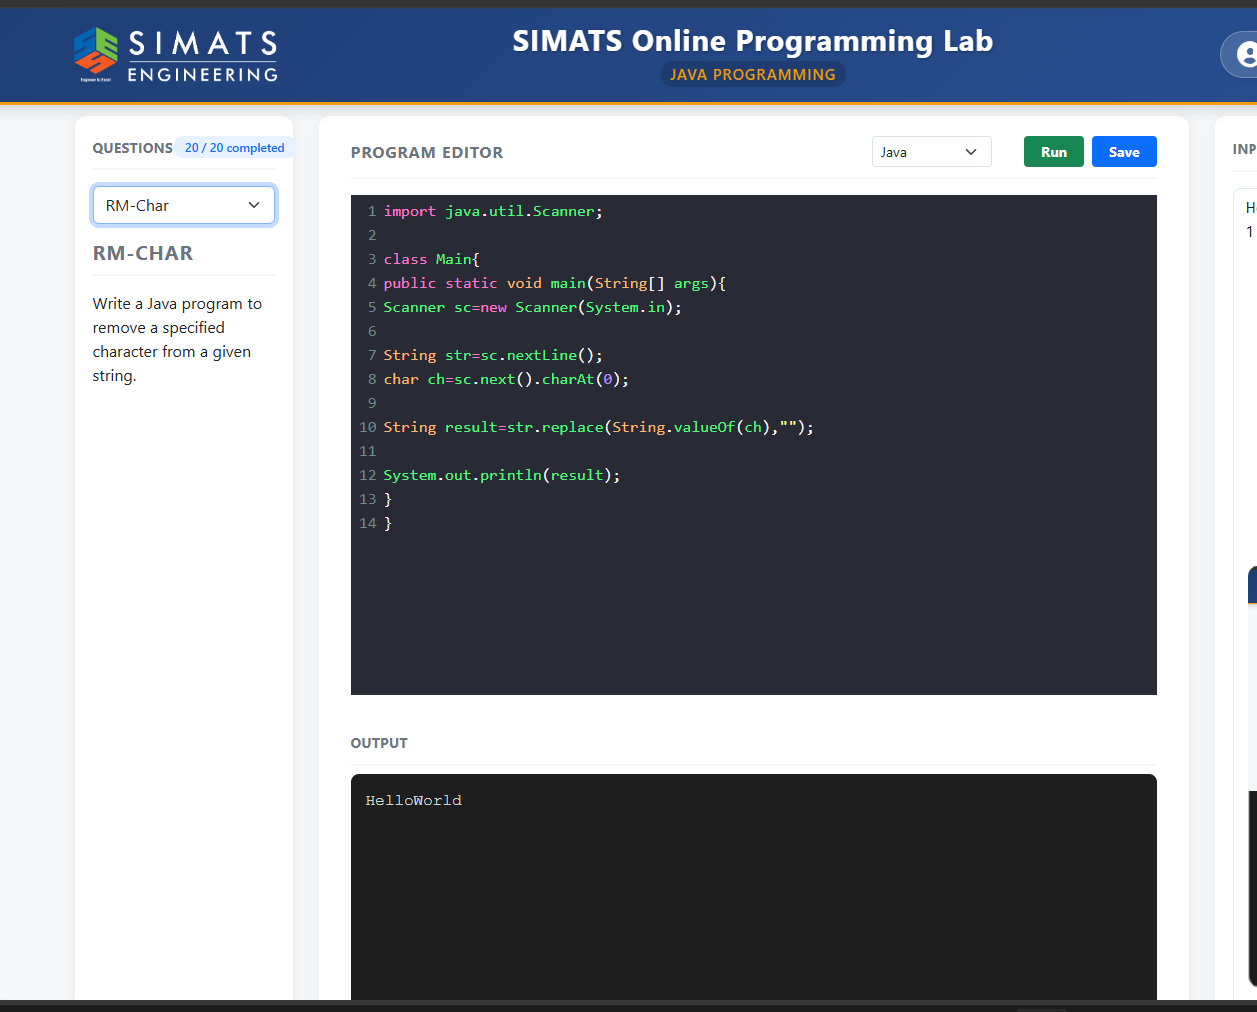 SIMATS
ENGINEERING
Engineer to Excel
SIMATS Online Programming Lab
JAVA PROGRAMMING
QUESTIONS
20 / 20 completed
RM-Char
RM-CHAR
Write a Java program to
remove a specified
character from a given
string.
PROGRAM EDITOR
Java
Run
Save
1 import java.util.Scanner;
2
3 class Main{
4 public static void main(String[] args){
5 Scanner sc=new Scanner(System.in);
6
7 String str=sc.nextLine();
8 char ch=sc.next().charAt(0);
9
10 String result=str.replace(String.valueOf(ch),"");
11
12 System.out.println(result);
13 }
14 }
OUTPUT
HelloWorld
INP
1